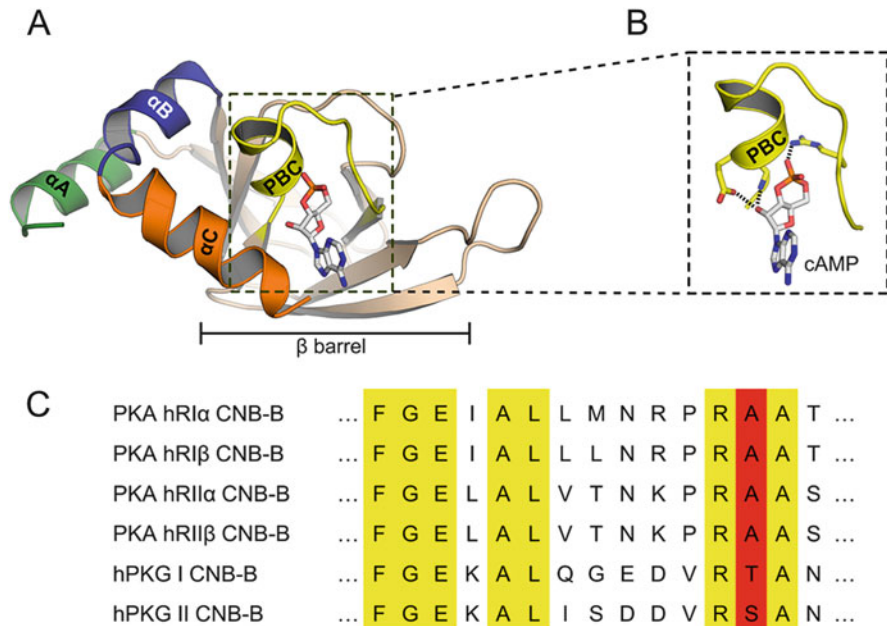 A
B
αB
αA
αC
PBC
PBC
cAMP
β barrel
C
PKA hRIα CNB-B ... F G E I A L L M N R P R A A T ...
PKA hRIβ CNB-B ... F G E I A L L L N R P R A A T ...
PKA hRIIα CNB-B ... F G E L A L V T N K P R A A S ...
PKA hRIIβ CNB-B ... F G E L A L V T N K P R A A S ...
hPKG I CNB-B ... F G E K A L Q G E D V R T A N ...
hPKG II CNB-B ... F G E K A L I S D D V R S A N ...